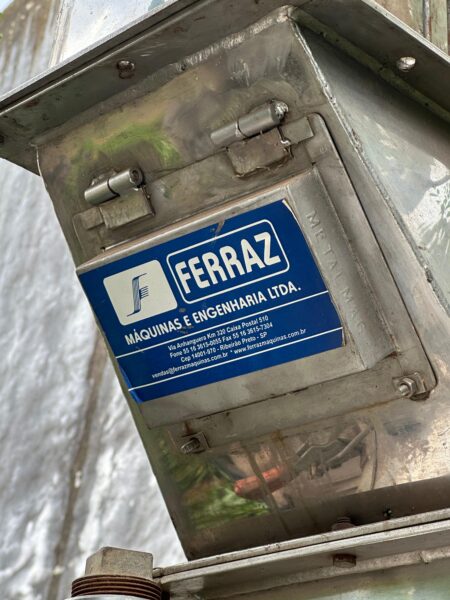 FERRAZ
MÀQUINAS E ENGENHARIA LTDA.
Via Anhanguera Km 320 Caixa Postal 510
Fone 55 16 3615-0055 Fax 55 16 3615-7304
Cep 14001-970 - Ribeirão Preto - SP
vendas@ferrazmaquinas.com.br * www.ferrazmaquinas.com.br